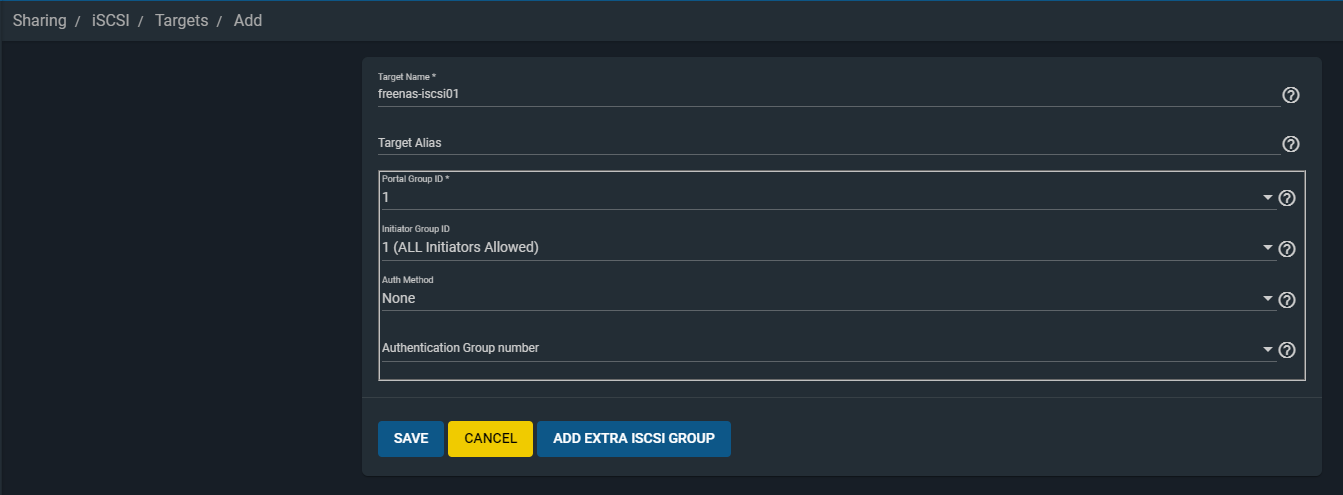 Sharing / iSCSI / Targets / Add
Target Name *
freenas-iscsi01
Target Alias
Portal Group ID *
1
Initiator Group ID
1 (ALL Initiators Allowed)
Auth Method
None
Authentication Group number
SAVE CANCEL ADD EXTRA ISCSI GROUP